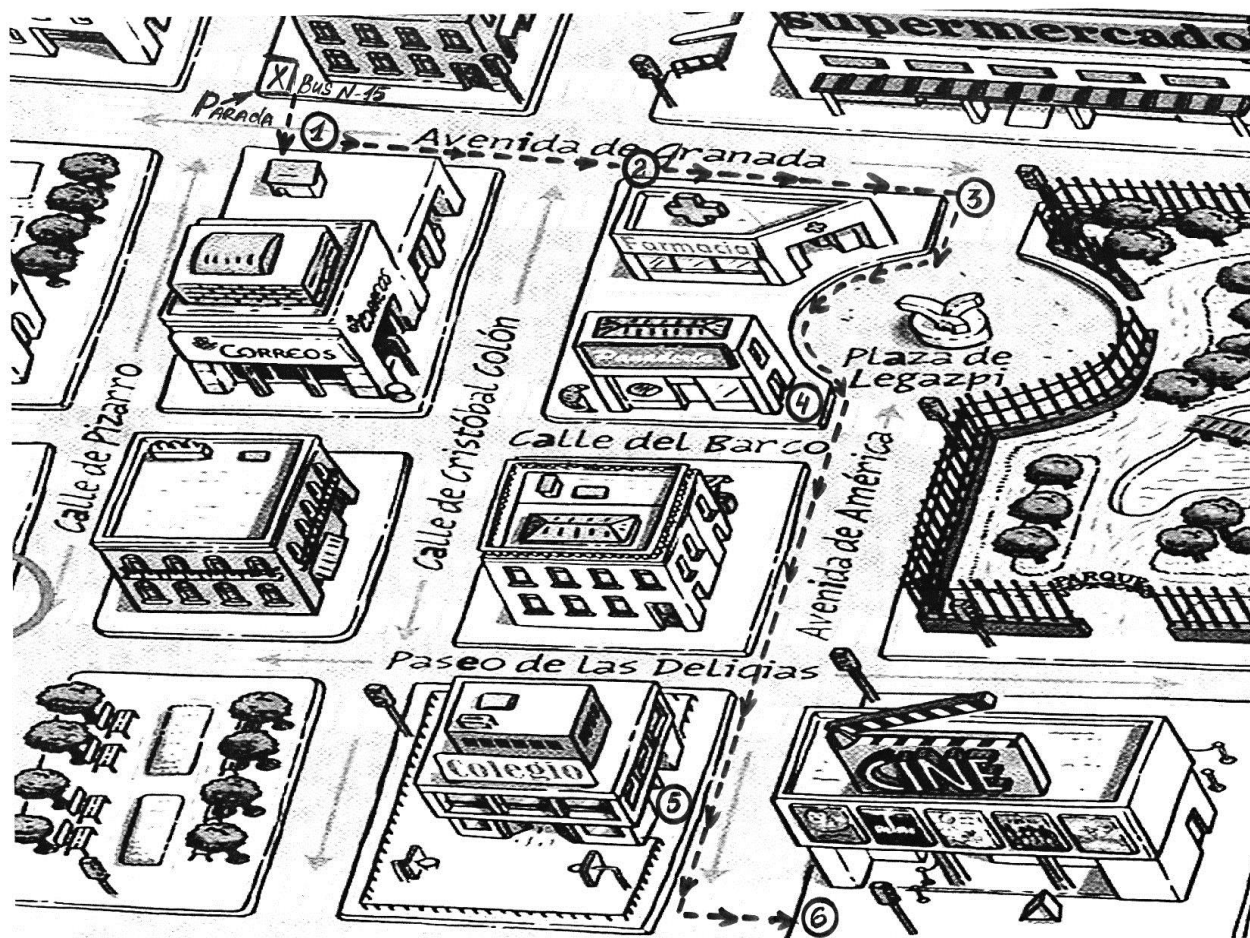 supermercado
X BUS N-15
PARADA
1
Avenida de Granada
2
3
Farmacia
CORREOS
CORREOS
Panadería
Plaza de
Legazpi
4
Calle de Pizarro
Calle de Cristóbal Colón
Calle del Barco
Avenida de América
PARQUE
Paseo de las Delicias
Colegio
CINE
5
6